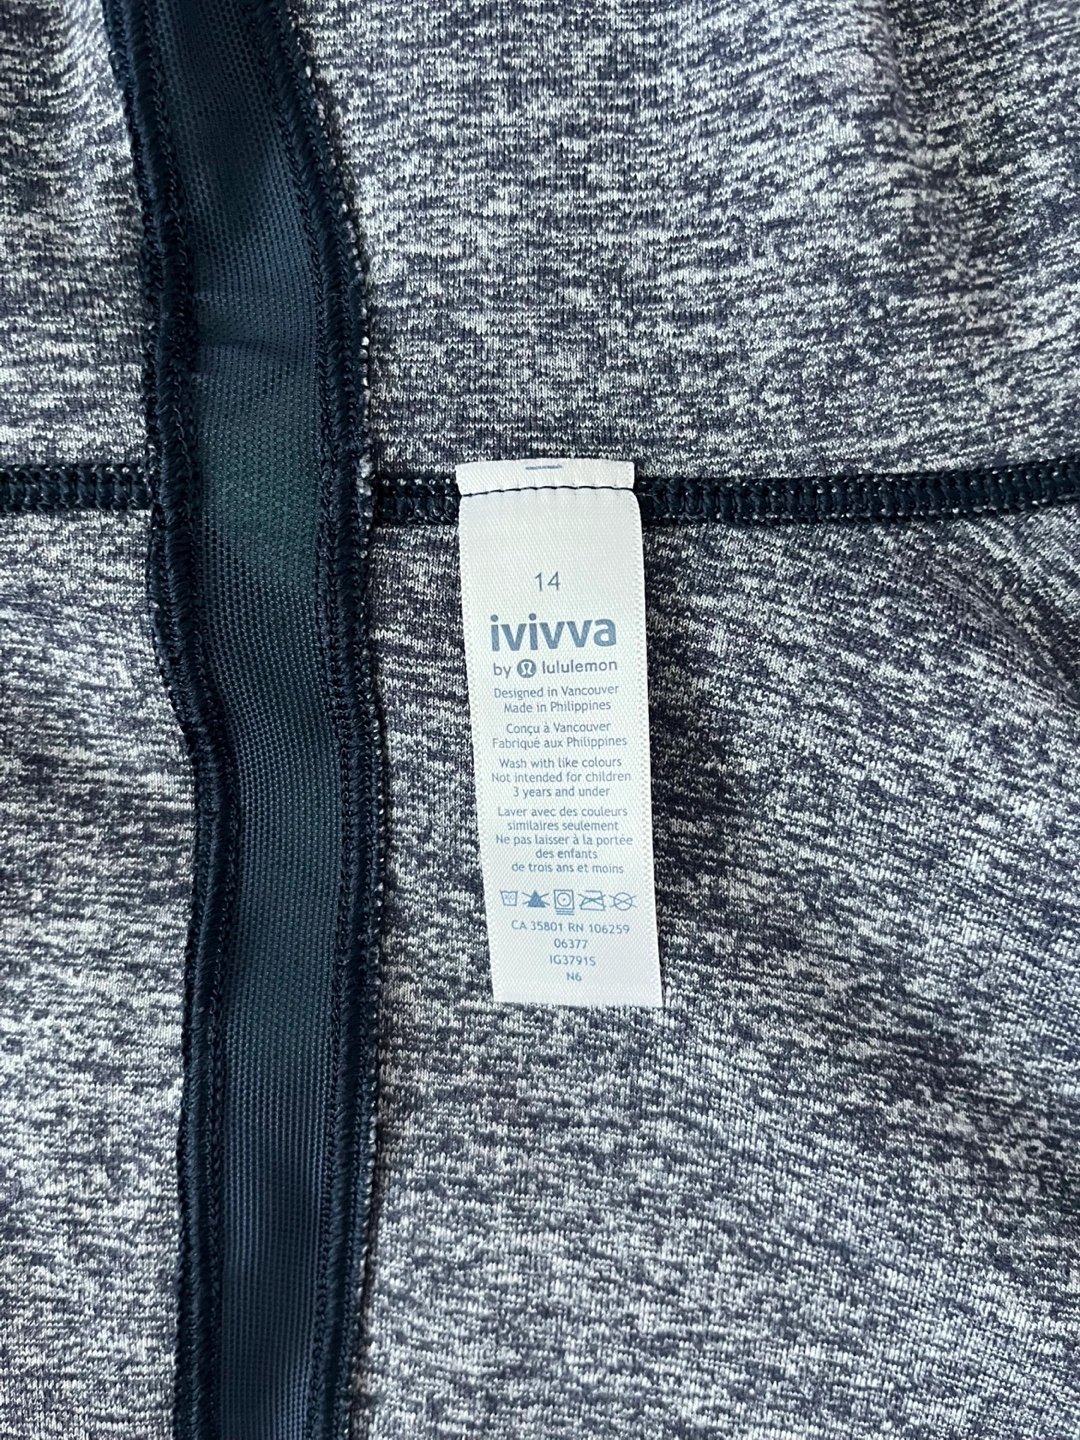 14
ivivva
by lululemon
Designed in Vancouver
Made in Philippines
Conçu à Vancouver
Fabriqué aux Philippines
Wash with like colours
Not intended for children
3 years and under
Laver avec des couleurs
similaires seulement
Ne pas laisser à la portée
des enfants
de trois ans et moins
CA 35801 RN 106259
06377
IG3791S
N6